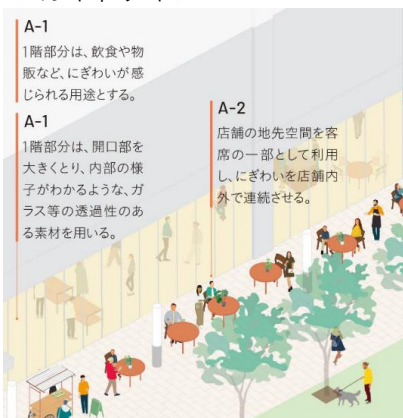 A-1
1階部分は、飲食や物
販など、にぎわいが感
じられる用途とする。
A-1
1階部分は、開口部を
大きくとり、内部の様
子がわかるような、ガ
ラス等の透過性のあ
る素材を用いる。
A-2
店舗の地先空間を客
席の一部として利用
し、にぎわいを店舗内
外で連続させる。